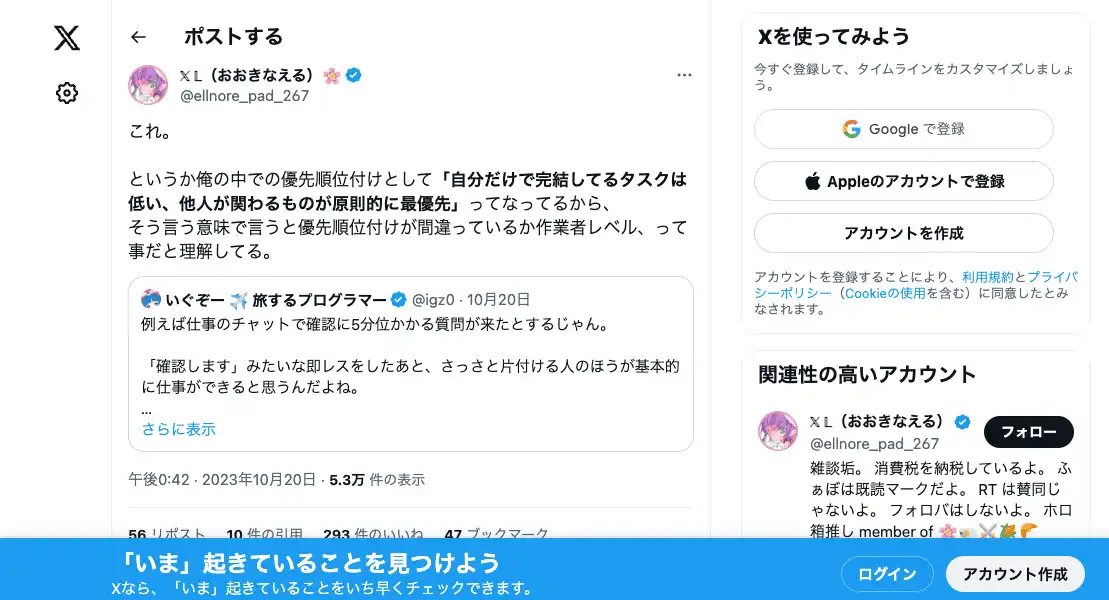 ポストする
𝕏 𝕃（おおきなえる）🌸
@ellnore_pad_267
これ。
というか俺の中での優先順位付けとして「自分だけで完結してるタスクは
低い、他人が関わるものが原則的に最優先」ってなってるから、
そう言う意味で言うと優先順位付けが間違っているか作業者レベル、って
事だと理解してる。
いぐぞー ✈️ 旅するプログラマー @igz0 · 10月20日
例えば仕事のチャットで確認に5分位かかる質問が来たとするじゃん。
「確認します」みたいな即レスをしたあと、さっさと片付ける人のほうが基本的
に仕事ができると思うんだよね。
...
さらに表示
午後0:42 · 2023年10月20日 · 5.3万 件の表示
56 リポスト 10 件の引用 293 件のいいね 47 ブックマーク
Xを使ってみよう
今すぐ登録して、タイムラインをカスタマイズしましょ
う。
Google で登録
Appleのアカウントで登録
アカウントを作成
アカウントを登録することにより、利用規約とプライバ
シーポリシー（Cookieの使用を含む）に同意したとみ
なされます。
関連性の高いアカウント
𝕏 𝕃（おおきなえる）
@ellnore_pad_267
フォロー
雑談垢。 消費税を納税しているよ。 ふ
ぁぼは既読マークだよ。 RT は賛同じ
ゃないよ。 フォロバはしないよ。 ホロ
箱推し member of
「いま」起きていることを見つけよう
Xなら、「いま」起きていることをいち早くチェックできます。
ログイン
アカウント作成